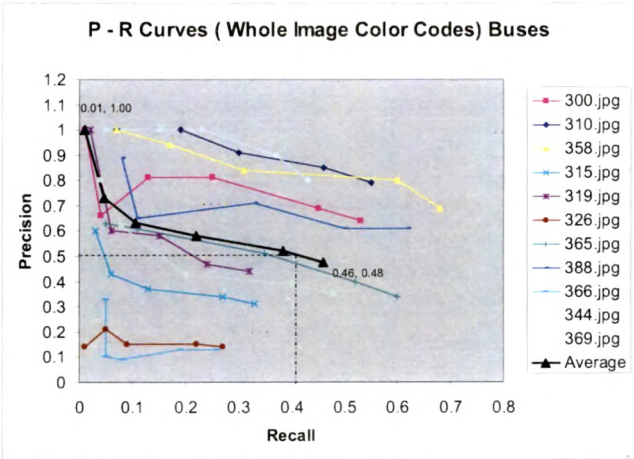 P - R Curves ( Whole Image Color Codes) Buses
1.2
1.1
1
0.9
0.8
0.7
0.6
0.5
0.4
0.3
0.2
0.1
0
0.01, 1.00
0.46, 0.48
0 0.1 0.2 0.3 0.4 0.5 0.6 0.7 0.8
Precision
Recall
300.jpg
310.jpg
358.jpg
315.jpg
319.jpg
326.jpg
365.jpg
388.jpg
366.jpg
344.jpg
369.jpg
Average